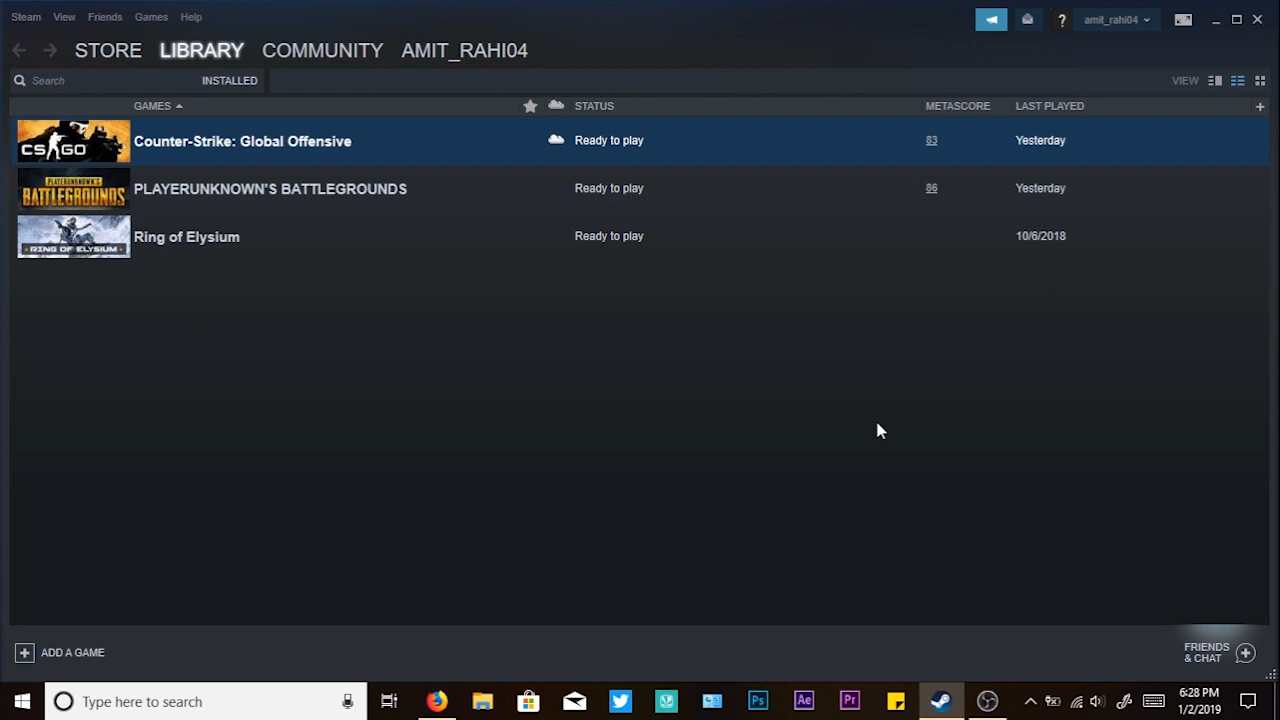 Steam View Friends Games Help amit_rahi04
STORE LIBRARY COMMUNITY AMIT_RAHI04
Search INSTALLED VIEW
GAMES STATUS METASCORE LAST PLAYED
CS GO Counter-Strike: Global Offensive Ready to play 83 Yesterday
PLAYERUNKNOWN'S BATTLEGROUNDS PLAYERUNKNOWN'S BATTLEGROUNDS Ready to play 86 Yesterday
RING OF ELYSIUM Ring of Elysium Ready to play 10/6/2018
ADD A GAME FRIENDS
& CHAT
Type here to search Ps Ae Pr 6:28 PM
1/2/2019